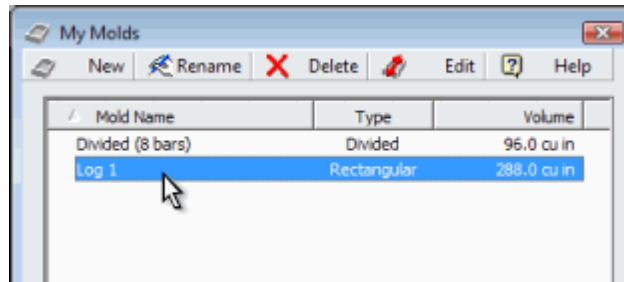 My Molds
New Rename Delete Edit Help
Mold Name Type Volume
Divided (8 bars) Divided 96.0 cu in
Log 1 Rectangular 288.0 cu in